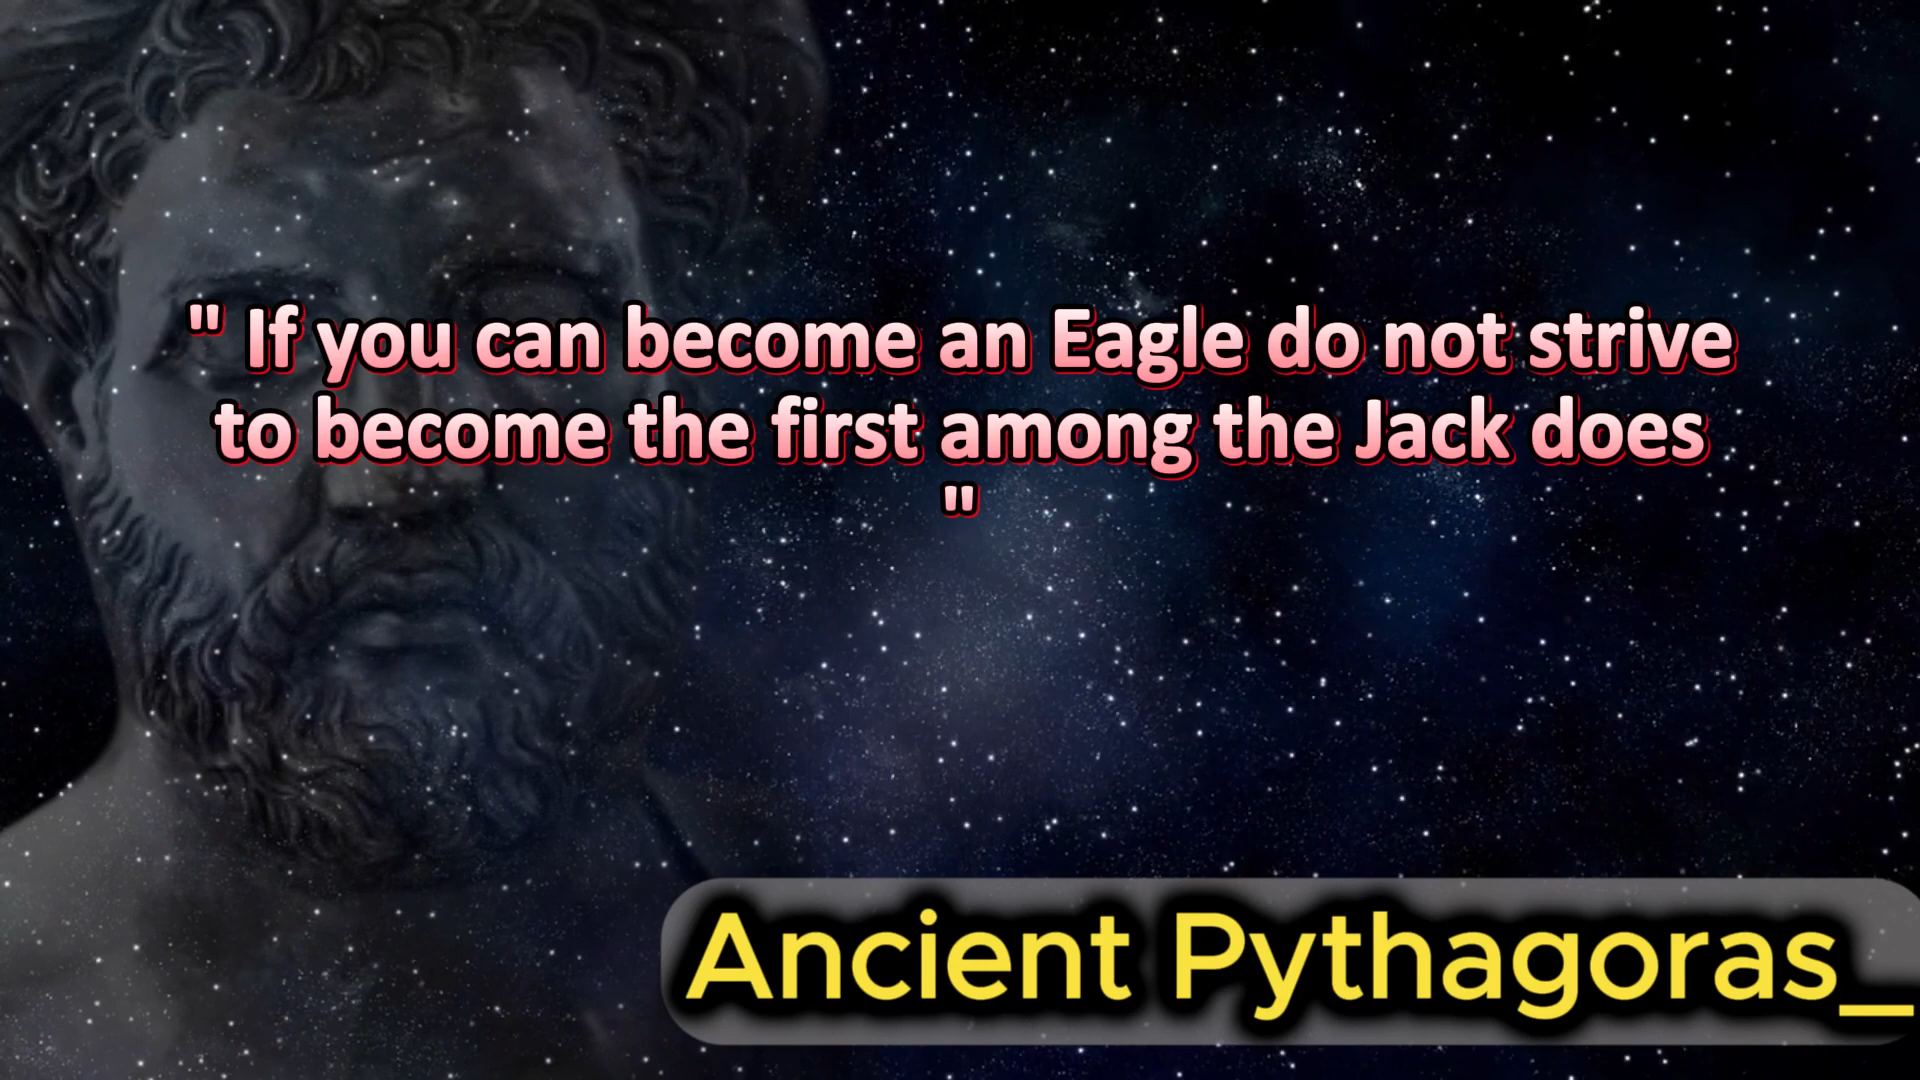 " If you can become an Eagle do not strive
to become the first among the Jack does
"
Ancient Pythagoras_